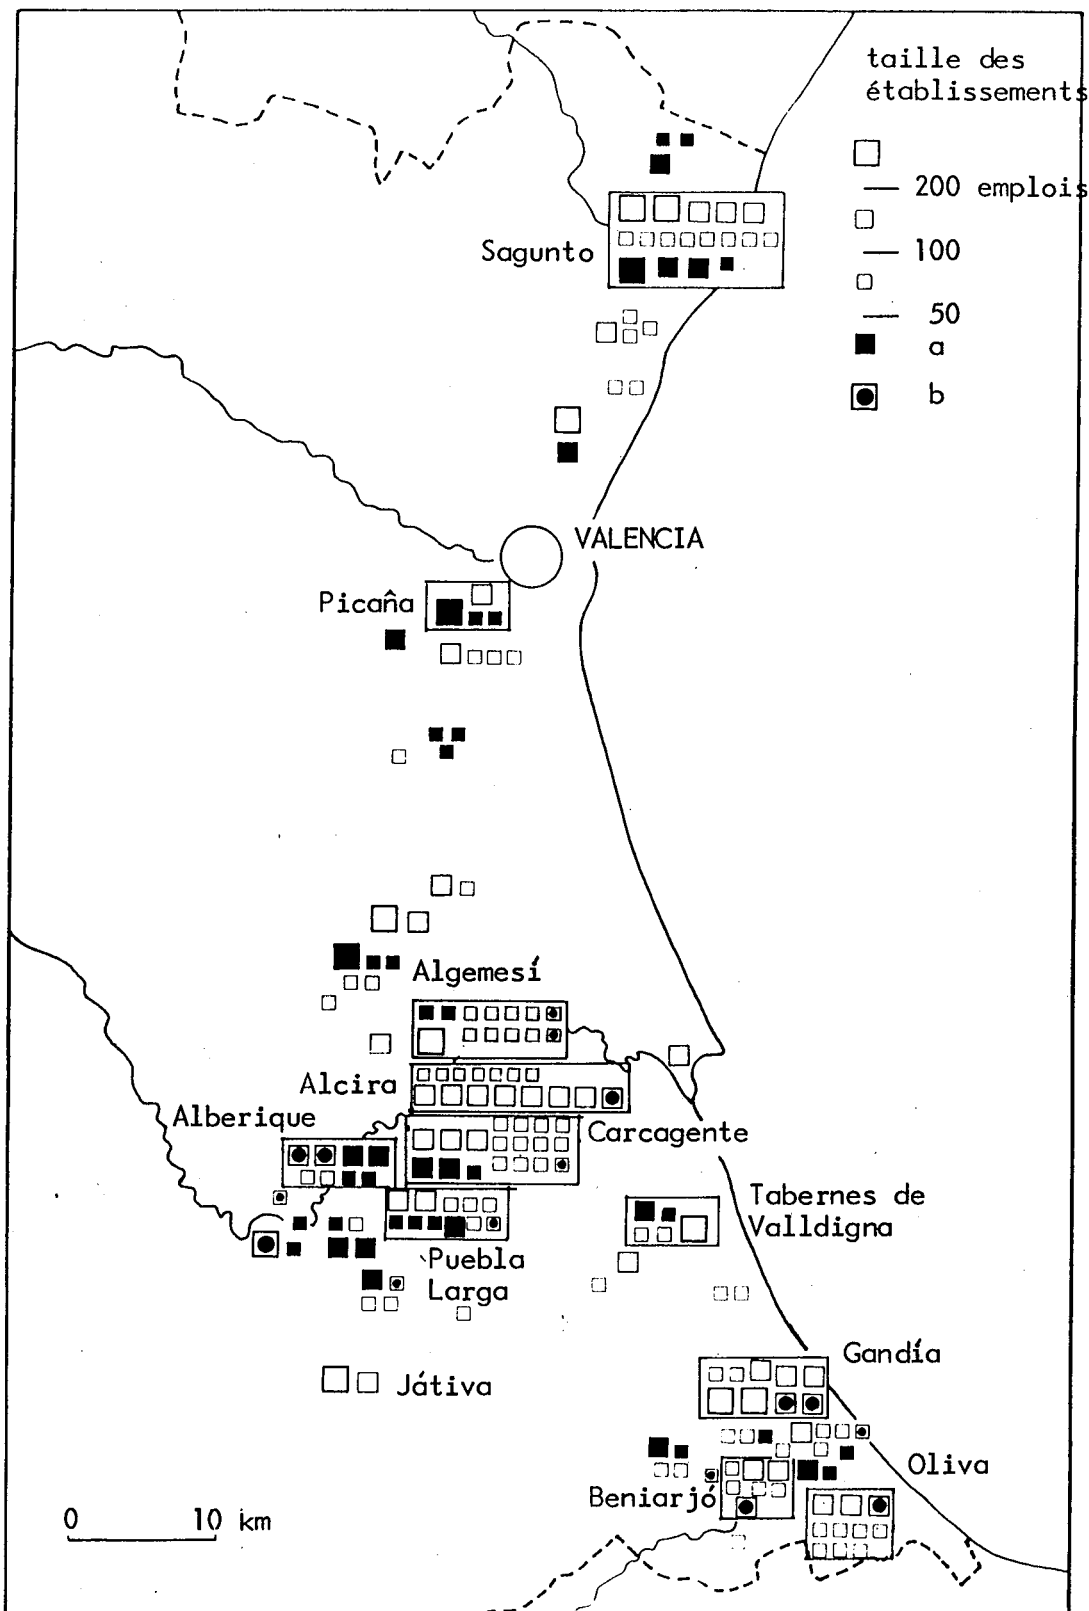 taille des
établissements
200 emplois
100
50
a
b
Sagunto
VALENCIA
Picaña
Algemesí
Alcira
Alberique
Carcagente
Tabernes de
Valldigna
Puebla
Larga
Gandía
Játiva
Oliva
Beniarjó
0 10 km